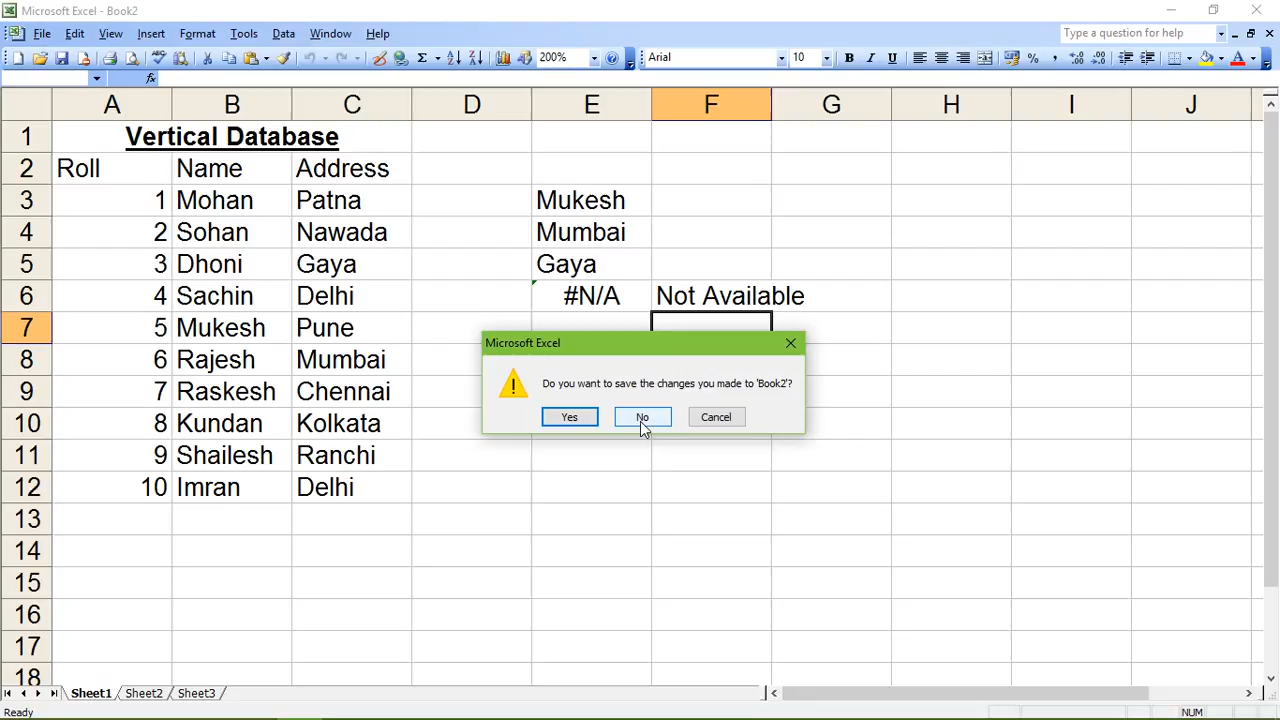 Microsoft Excel - Book2
File Edit View Insert Format Tools Data Window Help Type a question for help
200% Arial 10 B I U
fx
A B C D E F G H I J
1 Vertical Database
2 Roll Name Address
3 1 Mohan Patna Mukesh
4 2 Sohan Nawada Mumbai
5 3 Dhoni Gaya Gaya
6 4 Sachin Delhi #N/A Not Available
7 5 Mukesh Pune
8 6 Rajesh Mumbai
9 7 Raskesh Chennai
10 8 Kundan Kolkata
11 9 Shailesh Ranchi
12 10 Imran Delhi
13
14
15
16
17
18
Microsoft Excel
Do you want to save the changes you made to 'Book2'?
Yes No Cancel
Sheet1 Sheet2 Sheet3
Ready NUM